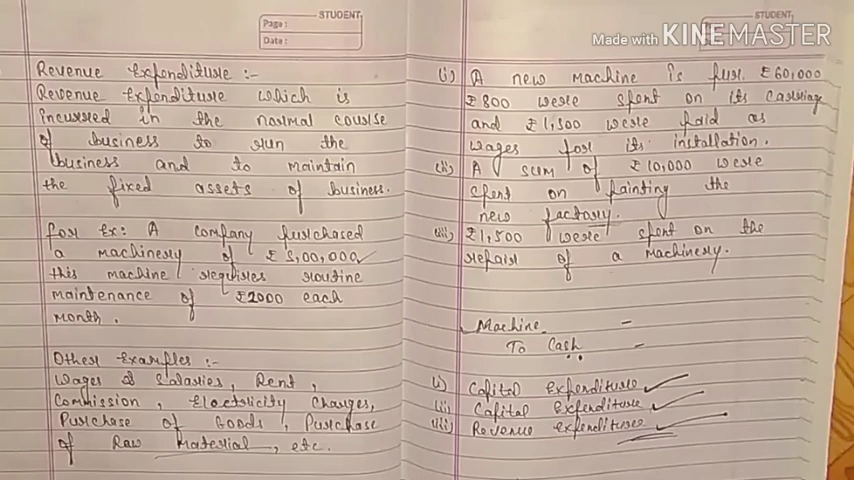 STUDENT
Page:
Date:
Revenue Expenditure :-
Revenue Expenditure which is
incurred in the normal course
of business to run the
business and to maintain
the fixed assets of business.
for Ex: A company purchased
a machinery of ₹ 5,00,000
this machine requires routine
maintenance of ₹2000 each
month.
Other Examples :-
Wages & Salaries, Rent,
Commission, Electricity Charges,
Purchase of Goods, Purchase
of Raw Material, etc.
STUDENT
Made with KINEMASTER
(i) A new machine is pur. ₹60,000
₹800 were spent on its carriage
and ₹1,500 were paid as
wages for its installation.
(ii) A sum of ₹10,000 were
spent on painting the
new factory.
(iii) ₹1,500 were spent on the
repair of a machinery.
Machine –
To Cash –
i) Capital Expenditure
(ii) Capital Expenditure
(iii) Revenue Expenditure